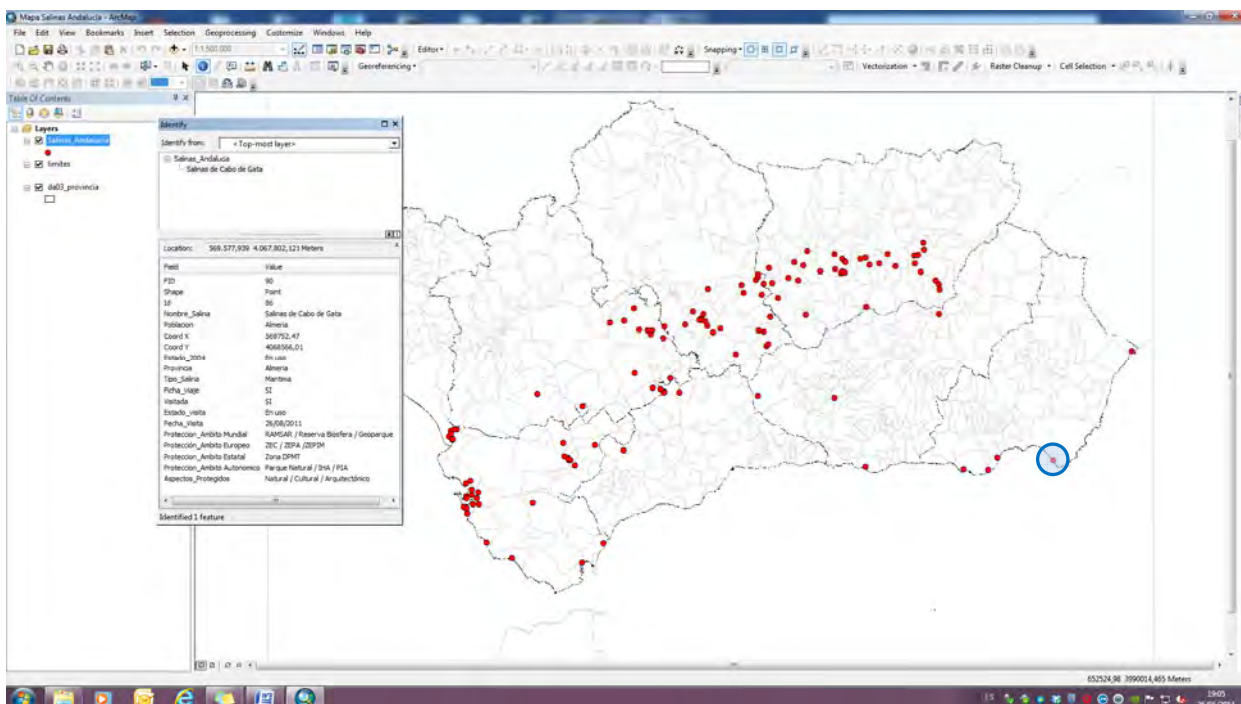 Mapa Salinas Andalucía - ArcMap
File Edit View Bookmarks Insert Selection Geoprocessing Customize Windows Help
1:1.500.000 Editor Snapping
Georeferencing Vectorization Raster Cleanup Cell Selection
Table Of Contents
Layers
Salinas_Andalucia
limites
da03_provincia
Identify
Identify from: <Top-most layer>
Salinas_Andalucia
Salinas de Cabo de Gata
Location: 569.577,939 4.067.802,121 Meters
Field Value
FID 90
Shape Point
Id 86
Nombre_Salina Salinas de Cabo de Gata
Poblacion Almeria
Coord X 569752,47
Coord Y 4068566,01
Estado_2004 En uso
Provincia Almeria
Tipo_Salina Maritima
Ficha_viaje SI
Visitada SI
Estado_visita En uso
Fecha_Visita 26/08/2011
Proteccion_Ambito Mundial RAMSAR / Reserva Biosfera / Geoparque
Protección_Ambito Europeo ZEC / ZEPA /ZEPIM
Protección_Ambito Estatal Zona DPMT
Proteccion_Ambito Autonomico Parque Natural / IHA / PIA
Aspectos_Protegidos Natural / Cultural / Arquitectónico
Identified 1 feature
652524,98 3990014,465 Meters
ES 19:05